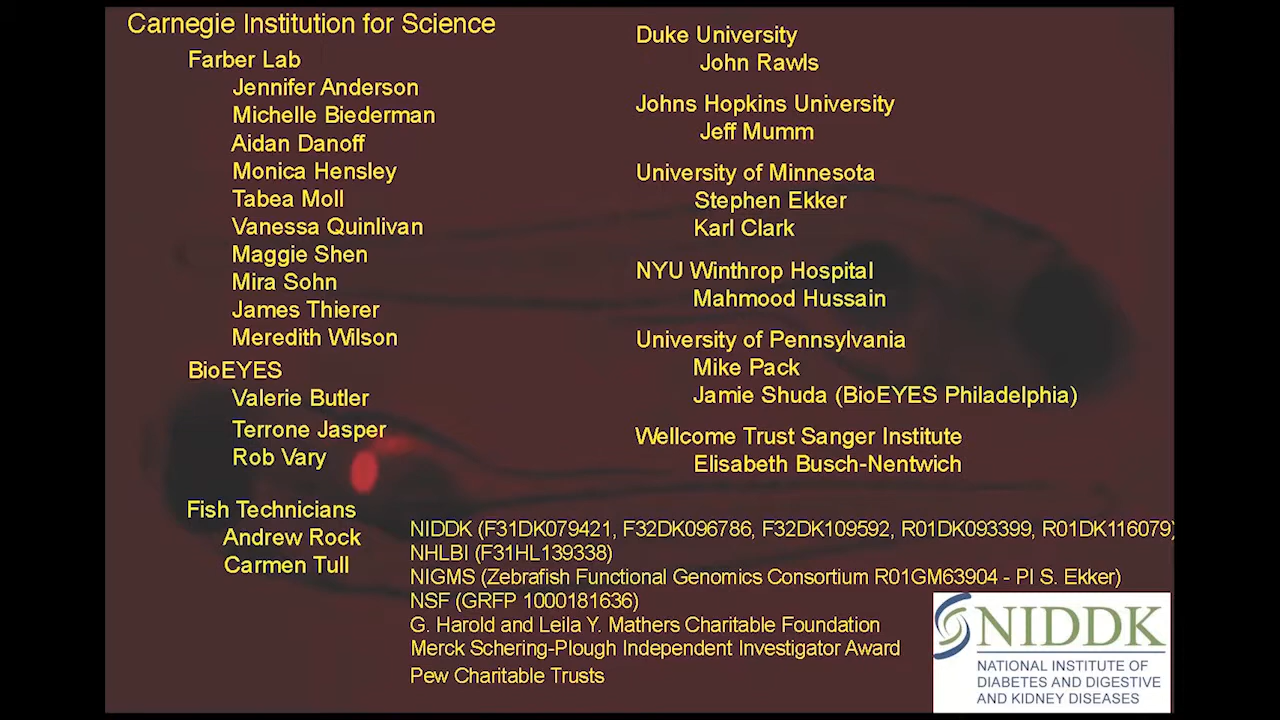 Carnegie Institution for Science
Farber Lab
Jennifer Anderson
Michelle Biederman
Aidan Danoff
Monica Hensley
Tabea Moll
Vanessa Quinlivan
Maggie Shen
Mira Sohn
James Thierer
Meredith Wilson
BioEYES
Valerie Butler
Terrone Jasper
Rob Vary
Fish Technicians
Andrew Rock
Carmen Tull
Duke University
John Rawls
Johns Hopkins University
Jeff Mumm
University of Minnesota
Stephen Ekker
Karl Clark
NYU Winthrop Hospital
Mahmood Hussain
University of Pennsylvania
Mike Pack
Jamie Shuda (BioEYES Philadelphia)
Wellcome Trust Sanger Institute
Elisabeth Busch-Nentwich
NIDDK (F31DK079421, F32DK096786, F32DK109592, R01DK093399, R01DK116079)
NHLBI (F31HL139338)
NIGMS (Zebrafish Functional Genomics Consortium R01GM63904 - PI S. Ekker)
NSF (GRFP 1000181636)
G. Harold and Leila Y. Mathers Charitable Foundation
Merck Schering-Plough Independent Investigator Award
Pew Charitable Trusts
NIDDK
NATIONAL INSTITUTE OF
DIABETES AND DIGESTIVE
AND KIDNEY DISEASES